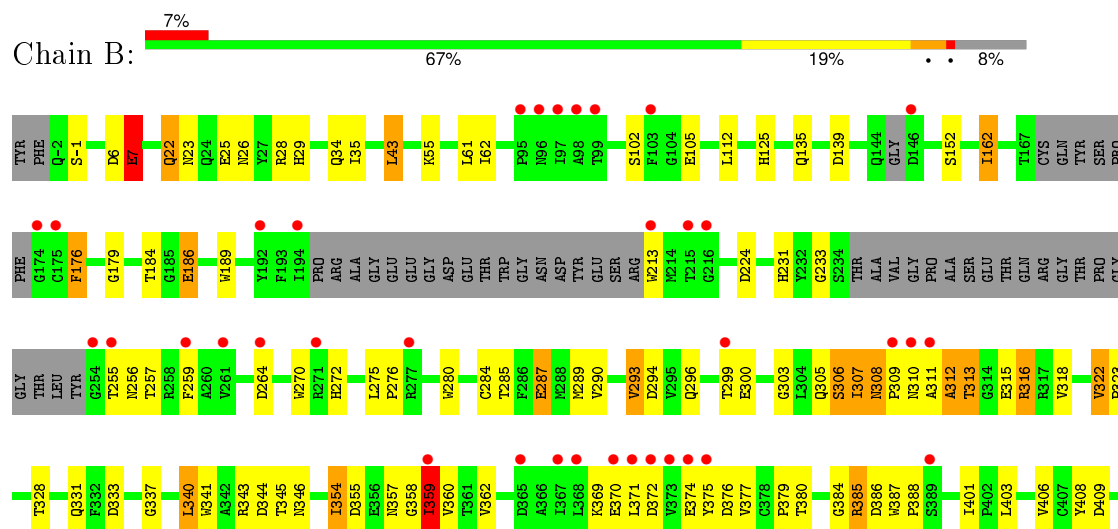 7%
Chain B:
67% 19% • • 8%
TYR PHE Q-2 S-1 D6 E7 Q22 N23 Q24 E25 N26 Y27 R28 H29 Q34 I35 L43 K55 L61 I62 P95 N96 I97 A98 T99 S102 F103 G104 E105 L112 H125 Q135 D139 Q144 GLY D146 S152 I162 T167 CYS GLN TYR SER PRO
PHE G174 C175 F176 G179 T184 G185 E186 W189 Y192 F193 I194 PRO ARG ALA GLY GLU GLU GLY ASP GLU THR TRP GLY ASN ASP TYR GLU SER ARG W213 M214 T215 G216 D224 H231 Y232 G233 S234 THR ALA VAL GLY PRO ALA SER GLU THR GLN ARG GLY THR PRO GLY
GLY THR LEU TYR G254 T255 N256 T257 R258 F259 A260 V261 D264 W270 R271 H272 L275 P276 R277 W280 C284 T285 F286 E287 M288 M289 V290 V293 D294 V295 Q296 T299 E300 G303 L304 Q305 S306 I307 N308 P309 N310 A311 A312 T313 G314 E315 R316 R317 V318 V322 P323
T328 Q331 F332 D333 G337 L340 W341 A342 R343 D344 T345 N346 I354 D355 E356 N357 G358 I359 V360 T361 V362 D365 A366 I367 L368 K369 E370 L371 D372 V373 E374 Y375 D376 V377 C378 P379 T380 G384 R385 D386 W387 P388 S389 I401 P402 L403 V406 C407 V408 D409